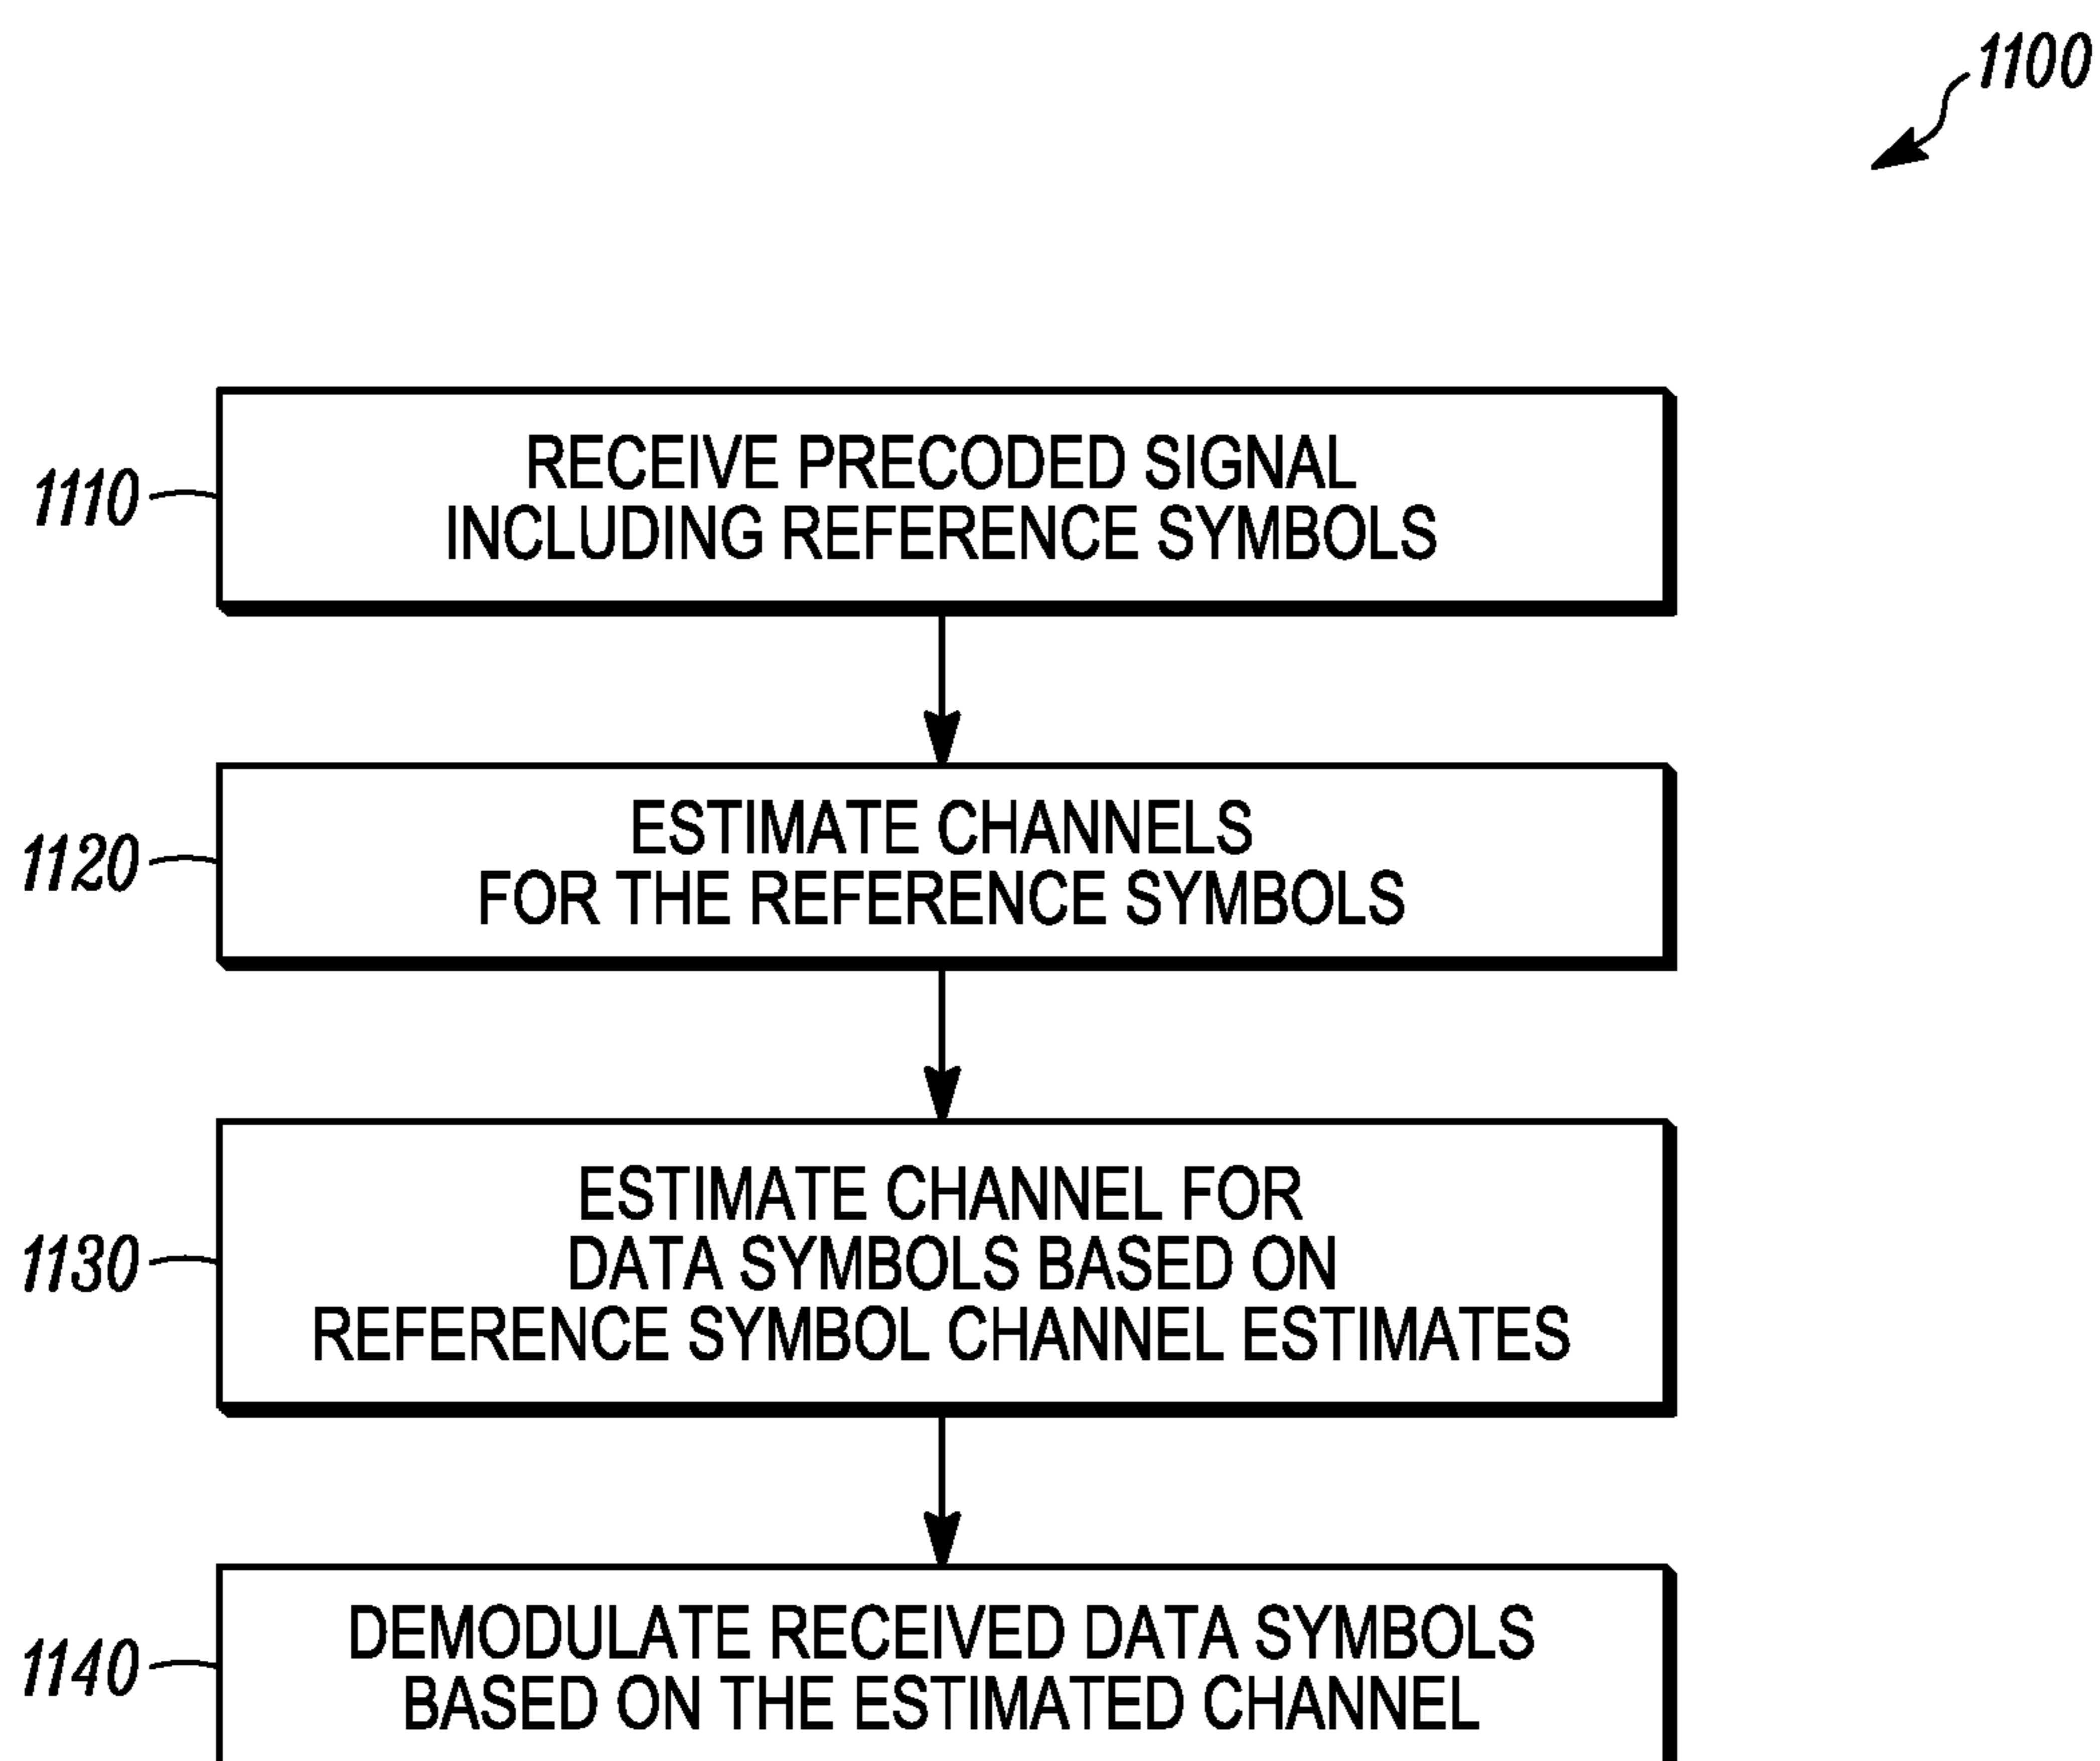 1100
1110
RECEIVE PRECODED SIGNAL
INCLUDING REFERENCE SYMBOLS
1120
ESTIMATE CHANNELS
FOR THE REFERENCE SYMBOLS
1130
ESTIMATE CHANNEL FOR
DATA SYMBOLS BASED ON
REFERENCE SYMBOL CHANNEL ESTIMATES
1140
DEMODULATE RECEIVED DATA SYMBOLS
BASED ON THE ESTIMATED CHANNEL